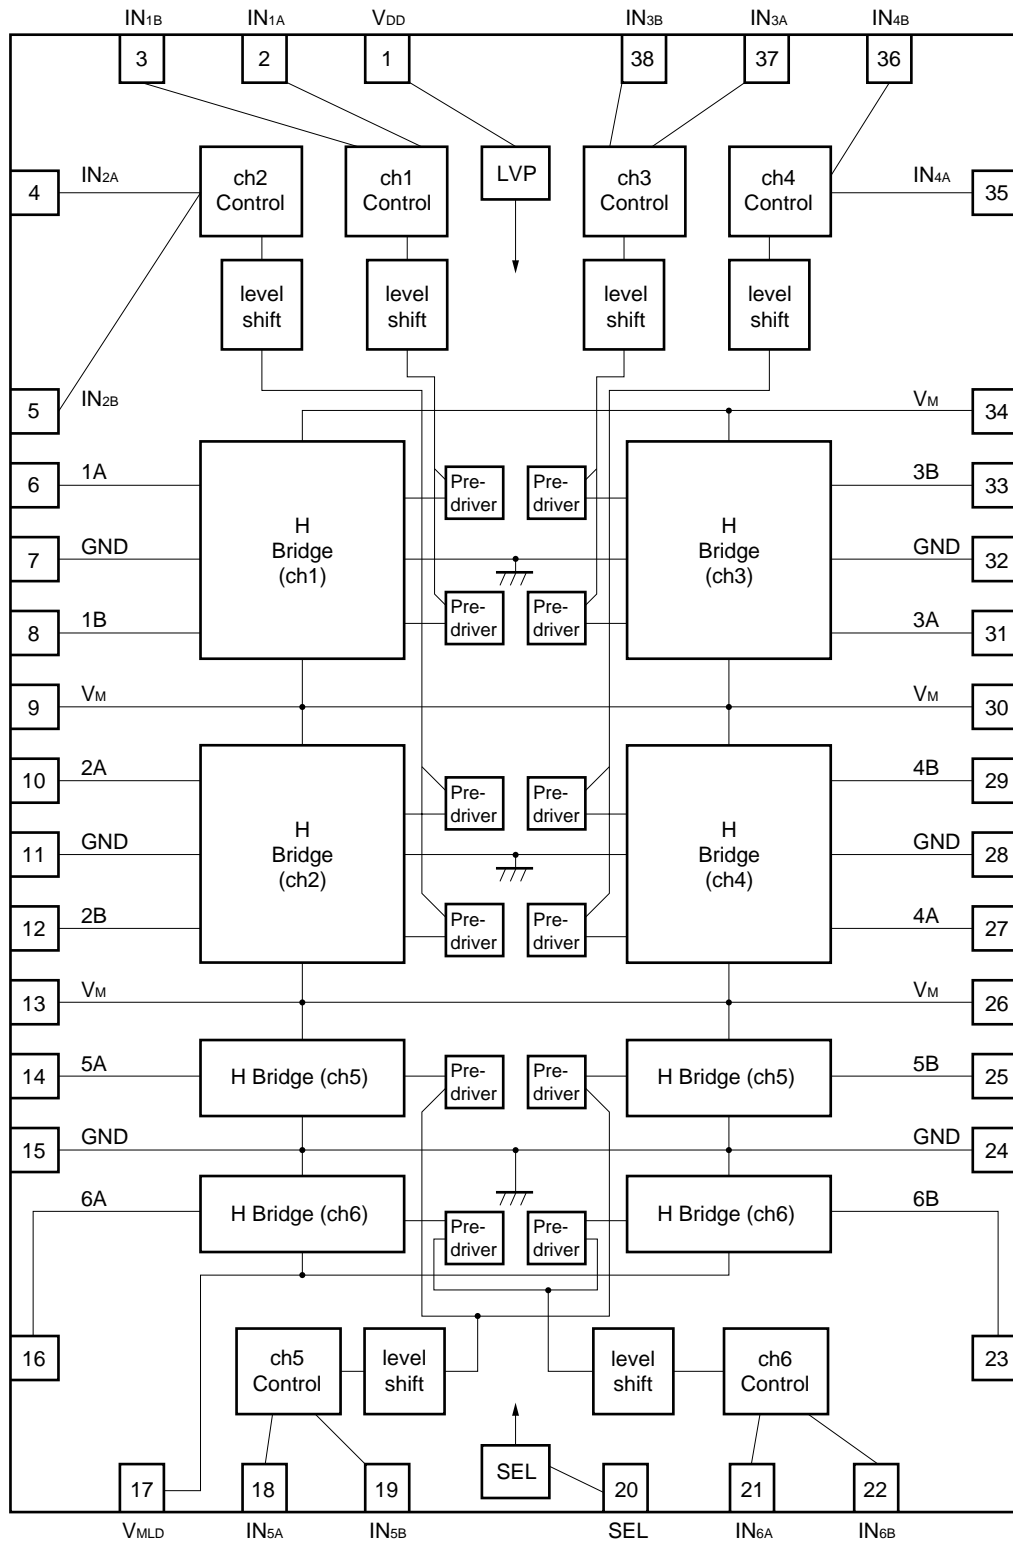 IN1B IN1A VDD IN3B IN3A IN4B
3 2 1 38 37 36
4 IN2A ch2 ch1 LVP ch3 ch4 IN4A 35
Control Control Control Control
level level level level
shift shift shift shift
5 IN2B VM 34
6 1A Pre- Pre- 3B 33
driver driver
H H
Bridge Bridge
(ch1) (ch3)
7 GND GND 32
Pre- Pre-
driver driver
8 1B 3A 31
9 VM VM 30
10 2A Pre- Pre- 4B 29
driver driver
H H
Bridge Bridge
(ch2) (ch4)
11 GND GND 28
12 2B Pre- Pre- 4A 27
driver driver
13 VM VM 26
14 5A H Bridge (ch5) Pre- Pre- H Bridge (ch5) 5B 25
driver driver
15 GND GND 24
6A H Bridge (ch6) Pre- Pre- H Bridge (ch6) 6B
driver driver
16 ch5 level level ch6 23
Control shift shift Control
17 18 19 SEL 20 21 22
VMLD IN5A IN5B SEL IN6A IN6B